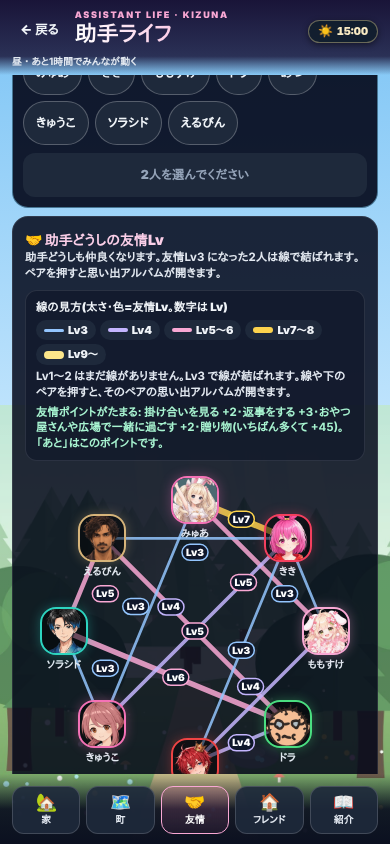 ← 戻る
ASSISTANT LIFE · KIZUNA
助手ライフ
☀️ 15:00
昼・あと1時間でみんなが動く
きゅうこ
ソラシド
えるぴん
2人を選んでください
🤝 助手どうしの友情Lv
助手どうしも仲良くなります。友情Lv3 になった2人は線で結ばれます。
ペアを押すと思い出アルバムが開きます。
線の見方(太さ・色=友情Lv。数字は Lv)
Lv3
Lv4
Lv5〜6
Lv7〜8
Lv9〜
Lv1〜2 はまだ線がありません。Lv3 で線が結ばれます。線や下の
ペアを押すと、そのペアの思い出アルバムが開きます。
友情ポイントがたまる: 掛け合いを見る +2・返事をする +3・おやつ
屋さんや広場で一緒に過ごす +2・贈り物(いちばん多くて +45)。
「あと」はこのポイントです。
みゅあ
Lv7
えるぴん
Lv3
きき
Lv5
Lv5
Lv3
Lv3
Lv4
Lv5
ソラシド
Lv3
Lv3
ももすけ
Lv6
Lv4
きゅうこ
Lv4
ドラ
家
町
友情
フレンド
紹介